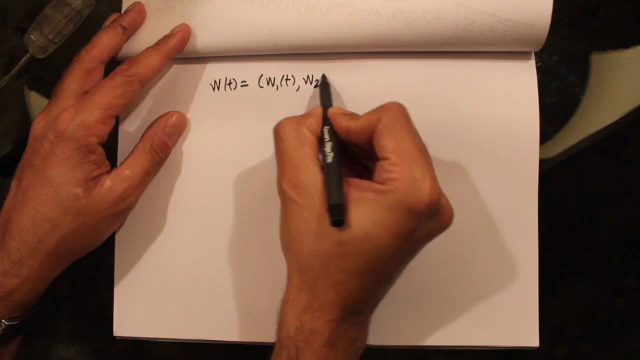 W(t) = (W₁(t), W₂